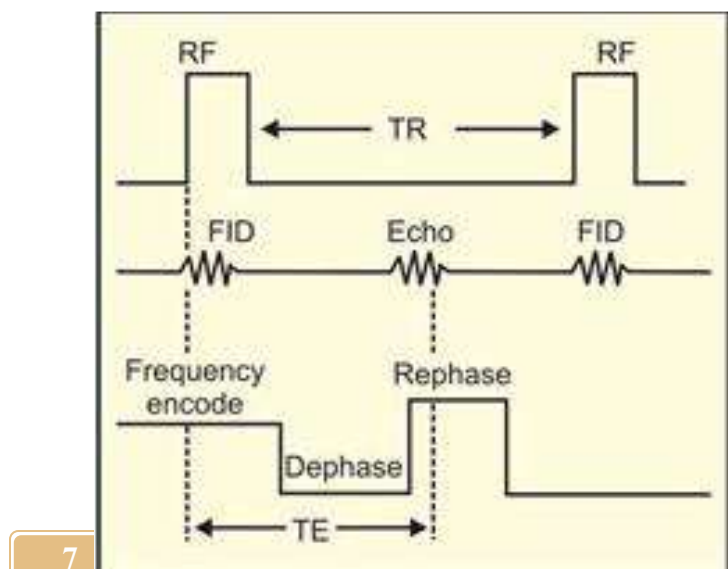 RF RF
TR
FID Echo FID
Frequency
encode
Rephase
Dephase
TE
7